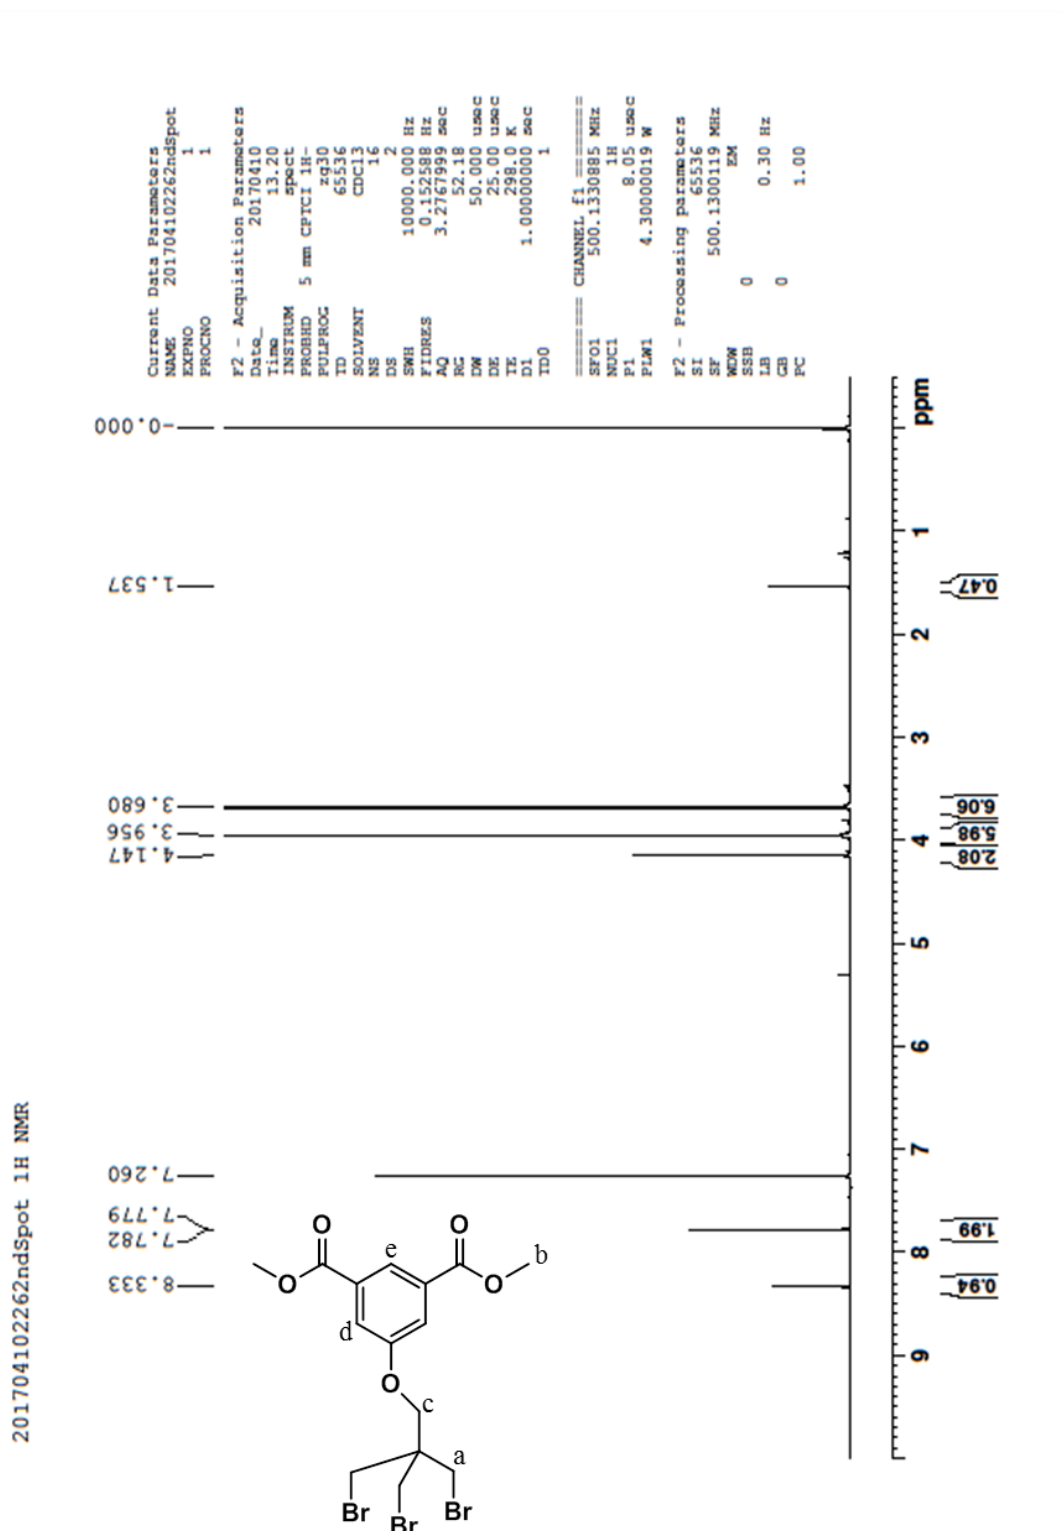 201704102262ndSpot 1H NMR
8.333
7.782
7.779
7.260
4.147
3.956
3.680
1.537
-0.000
Current Data Parameters
NAME 201704102262ndSpot
EXPNO 1
PROCNO 1
F2 - Acquisition Parameters
Date_ 20170410
Time 13.20
INSTRUM spect
PROBHD 5 mm CPTCI 1H-
PULPROG zg30
TD 65536
SOLVENT CDCl3
NS 16
DS 2
SWH 10000.000 Hz
FIDRES 0.152588 Hz
AQ 3.2767999 sec
RG 52.18
DW 50.000 usec
DE 25.00 usec
TE 298.0 K
D1 1.00000000 sec
TD0 1
======== CHANNEL f1 ========
SFO1 500.1330885 MHz
NUC1 1H
P1 8.05 usec
PLW1 4.30000019 W
F2 - Processing parameters
SI 65536
SF 500.1300119 MHz
WDW EM
SSB 0
LB 0.30 Hz
GB 0
PC 1.00
9 8 7 6 5 4 3 2 1 ppm
0.94
1.99
2.08
5.98
6.06
0.47
O O
e b
O O
d
O
c
a
Br Br Br